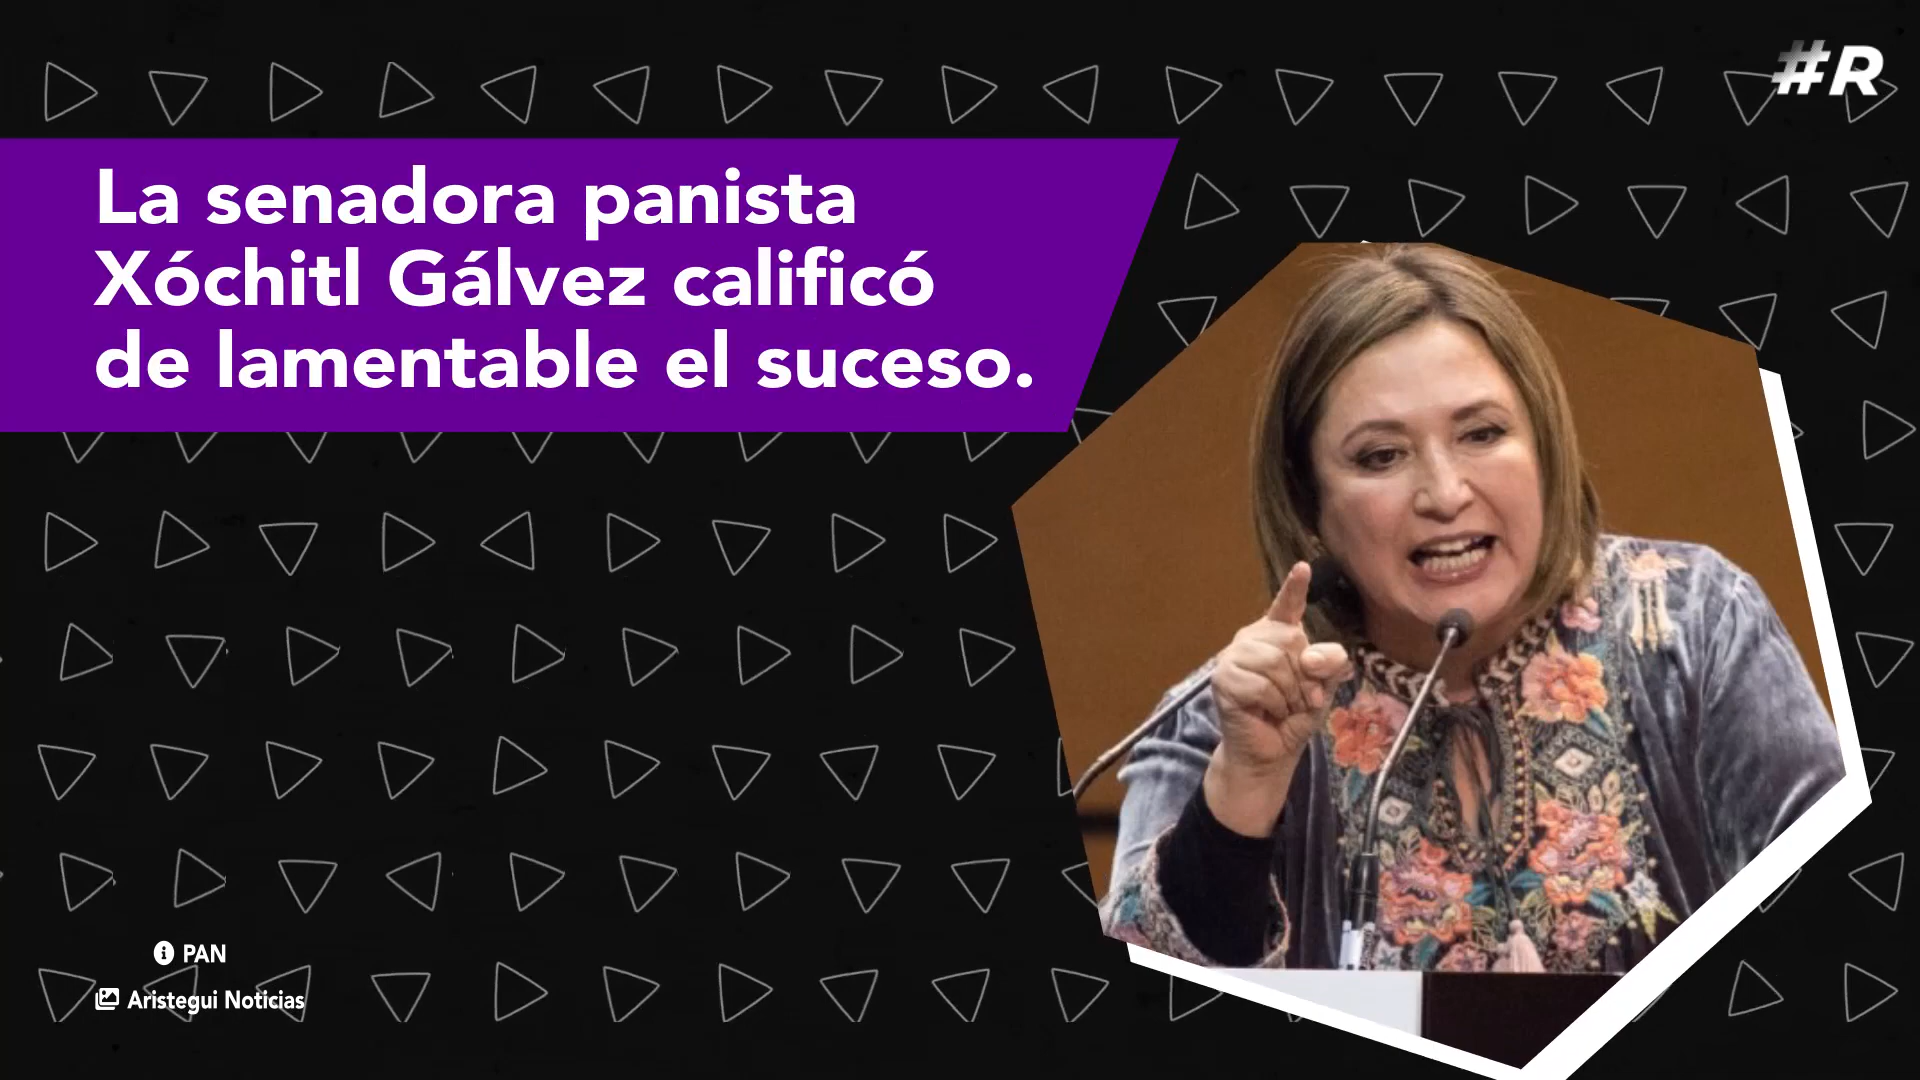 #R
La senadora panista
Xóchitl Gálvez calificó
de lamentable el suceso.
PAN
Aristegui Noticias